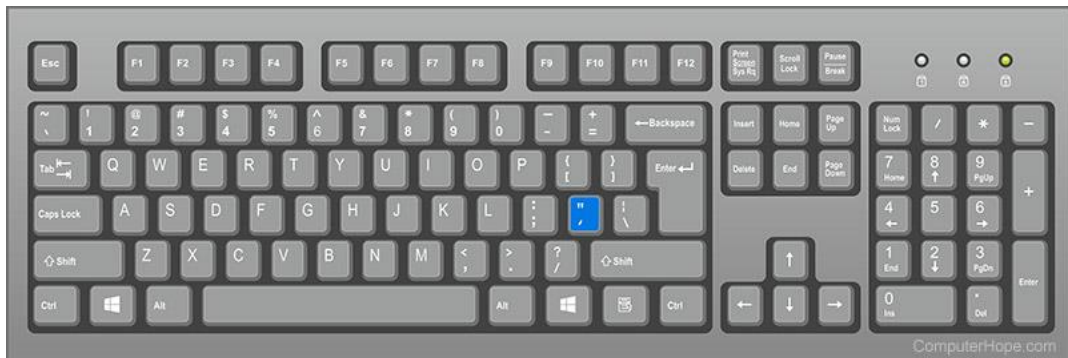 Esc F1 F2 F3 F4 F5 F6 F7 F8 F9 F10 F11 F12 Print Screen Sys Rq Scroll Lock Pause Break
~ ` ! 1 @ 2 # 3 $ 4 % 5 ^ 6 & 7 * 8 ( 9 ) 0 - + = ←Backspace Insert Home Page Up Num Lock / * -
Tab Q W E R T Y U I O P { [ } ] Enter Delete End Page Down 7 Home 8 ↑ 9 PgUp +
Caps Lock A S D F G H J K L : ; " ' ¦ \ 4 ← 5 6 →
⇧ Shift Z X C V B N M < , > . ? / ⇧ Shift ↑ 1 End 2 ↓ 3 PgDn Enter
Ctrl Alt Alt Ctrl ← ↓ → 0 Ins . Del
ComputerHope.com